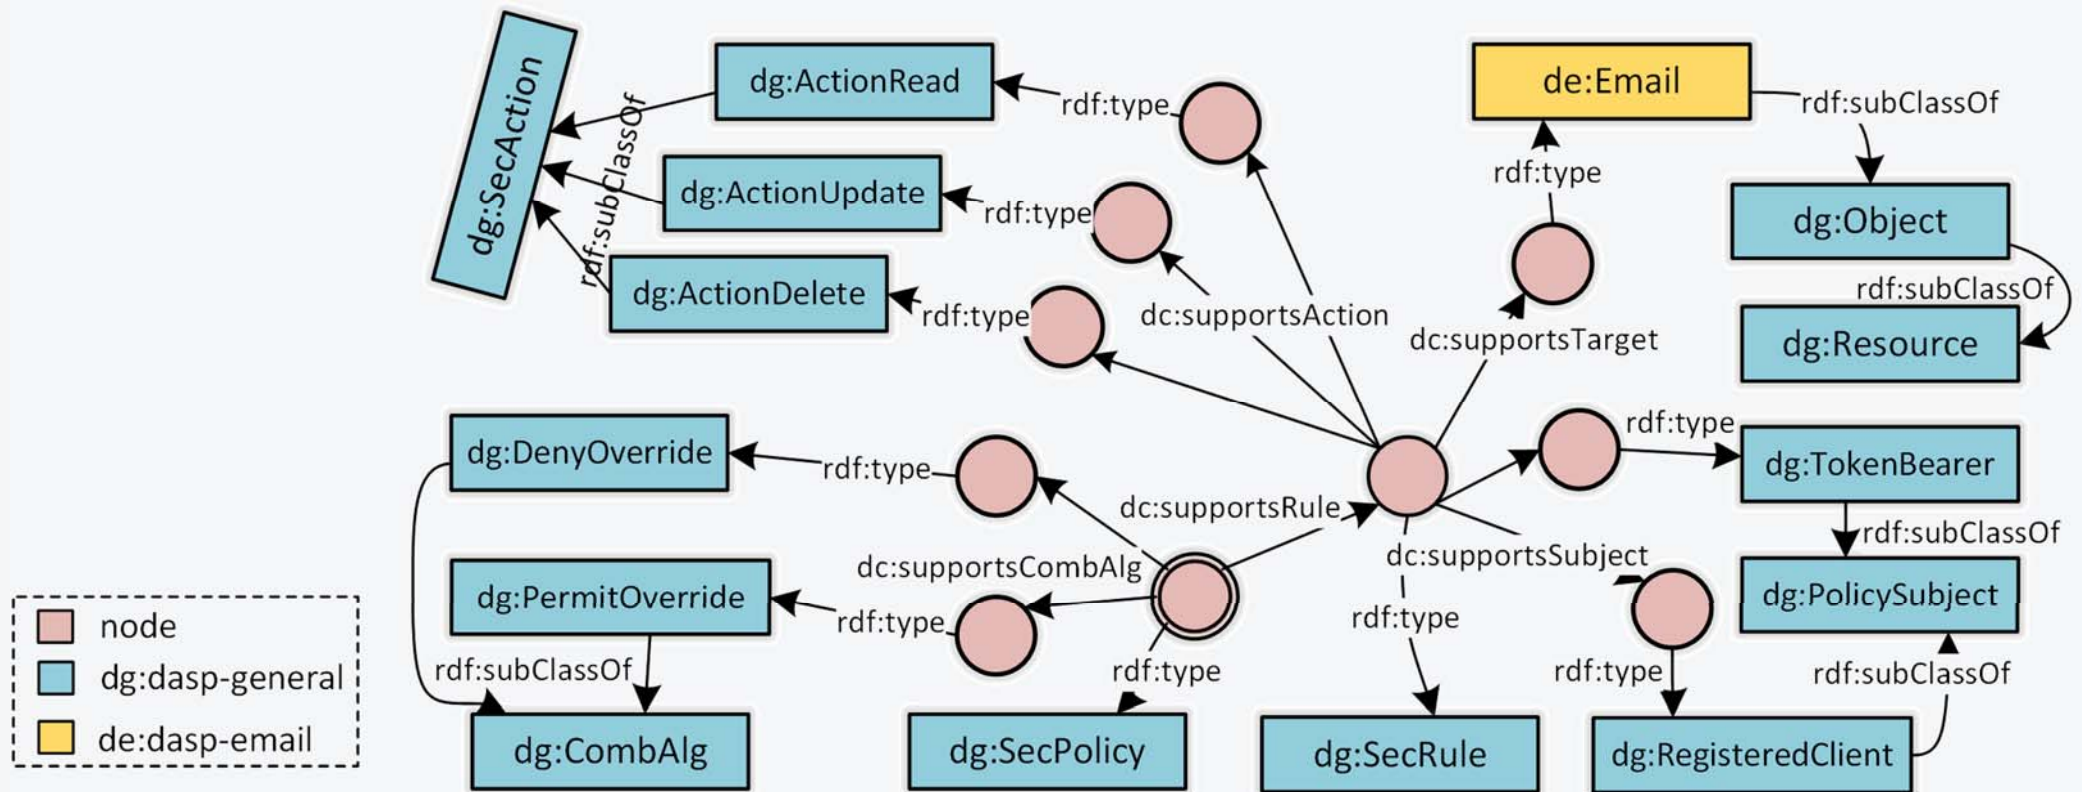 dg:SecAction
dg:ActionRead
rdf:type
de:Email
rdf:subClassOf
rdf:subClassOf
dg:ActionUpdate
rdf:type
rdf:type
dg:Object
dg:ActionDelete
rdf:type
dc:supportsAction
dc:supportsTarget
rdf:subClassOf
dg:Resource
dg:DenyOverride
rdf:type
rdf:type
dg:TokenBearer
dc:supportsRule
rdf:subClassOf
dc:supportsCombAlg
dc:supportsSubject
dg:PermitOverride
rdf:type
rdf:type
dg:PolicySubject
node
dg:dasp-general
de:dasp-email
rdf:subClassOf
rdf:type
rdf:type
rdf:subClassOf
dg:CombAlg
dg:SecPolicy
dg:SecRule
dg:RegisteredClient